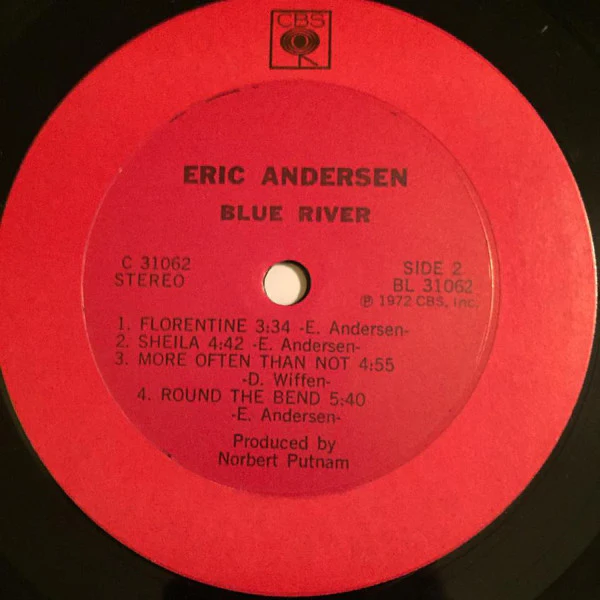 CBS
ERIC ANDERSEN
BLUE RIVER
C 31062
STEREO
SIDE 2
BL 31062
℗ 1972 CBS, Inc.
1. FLORENTINE 3:34 -E. Andersen-
2. SHEILA 4:42 -E. Andersen-
3. MORE OFTEN THAN NOT 4:55
-D. Wiffen-
4. ROUND THE BEND 5:40
-E. Andersen-
Produced by
Norbert Putnam